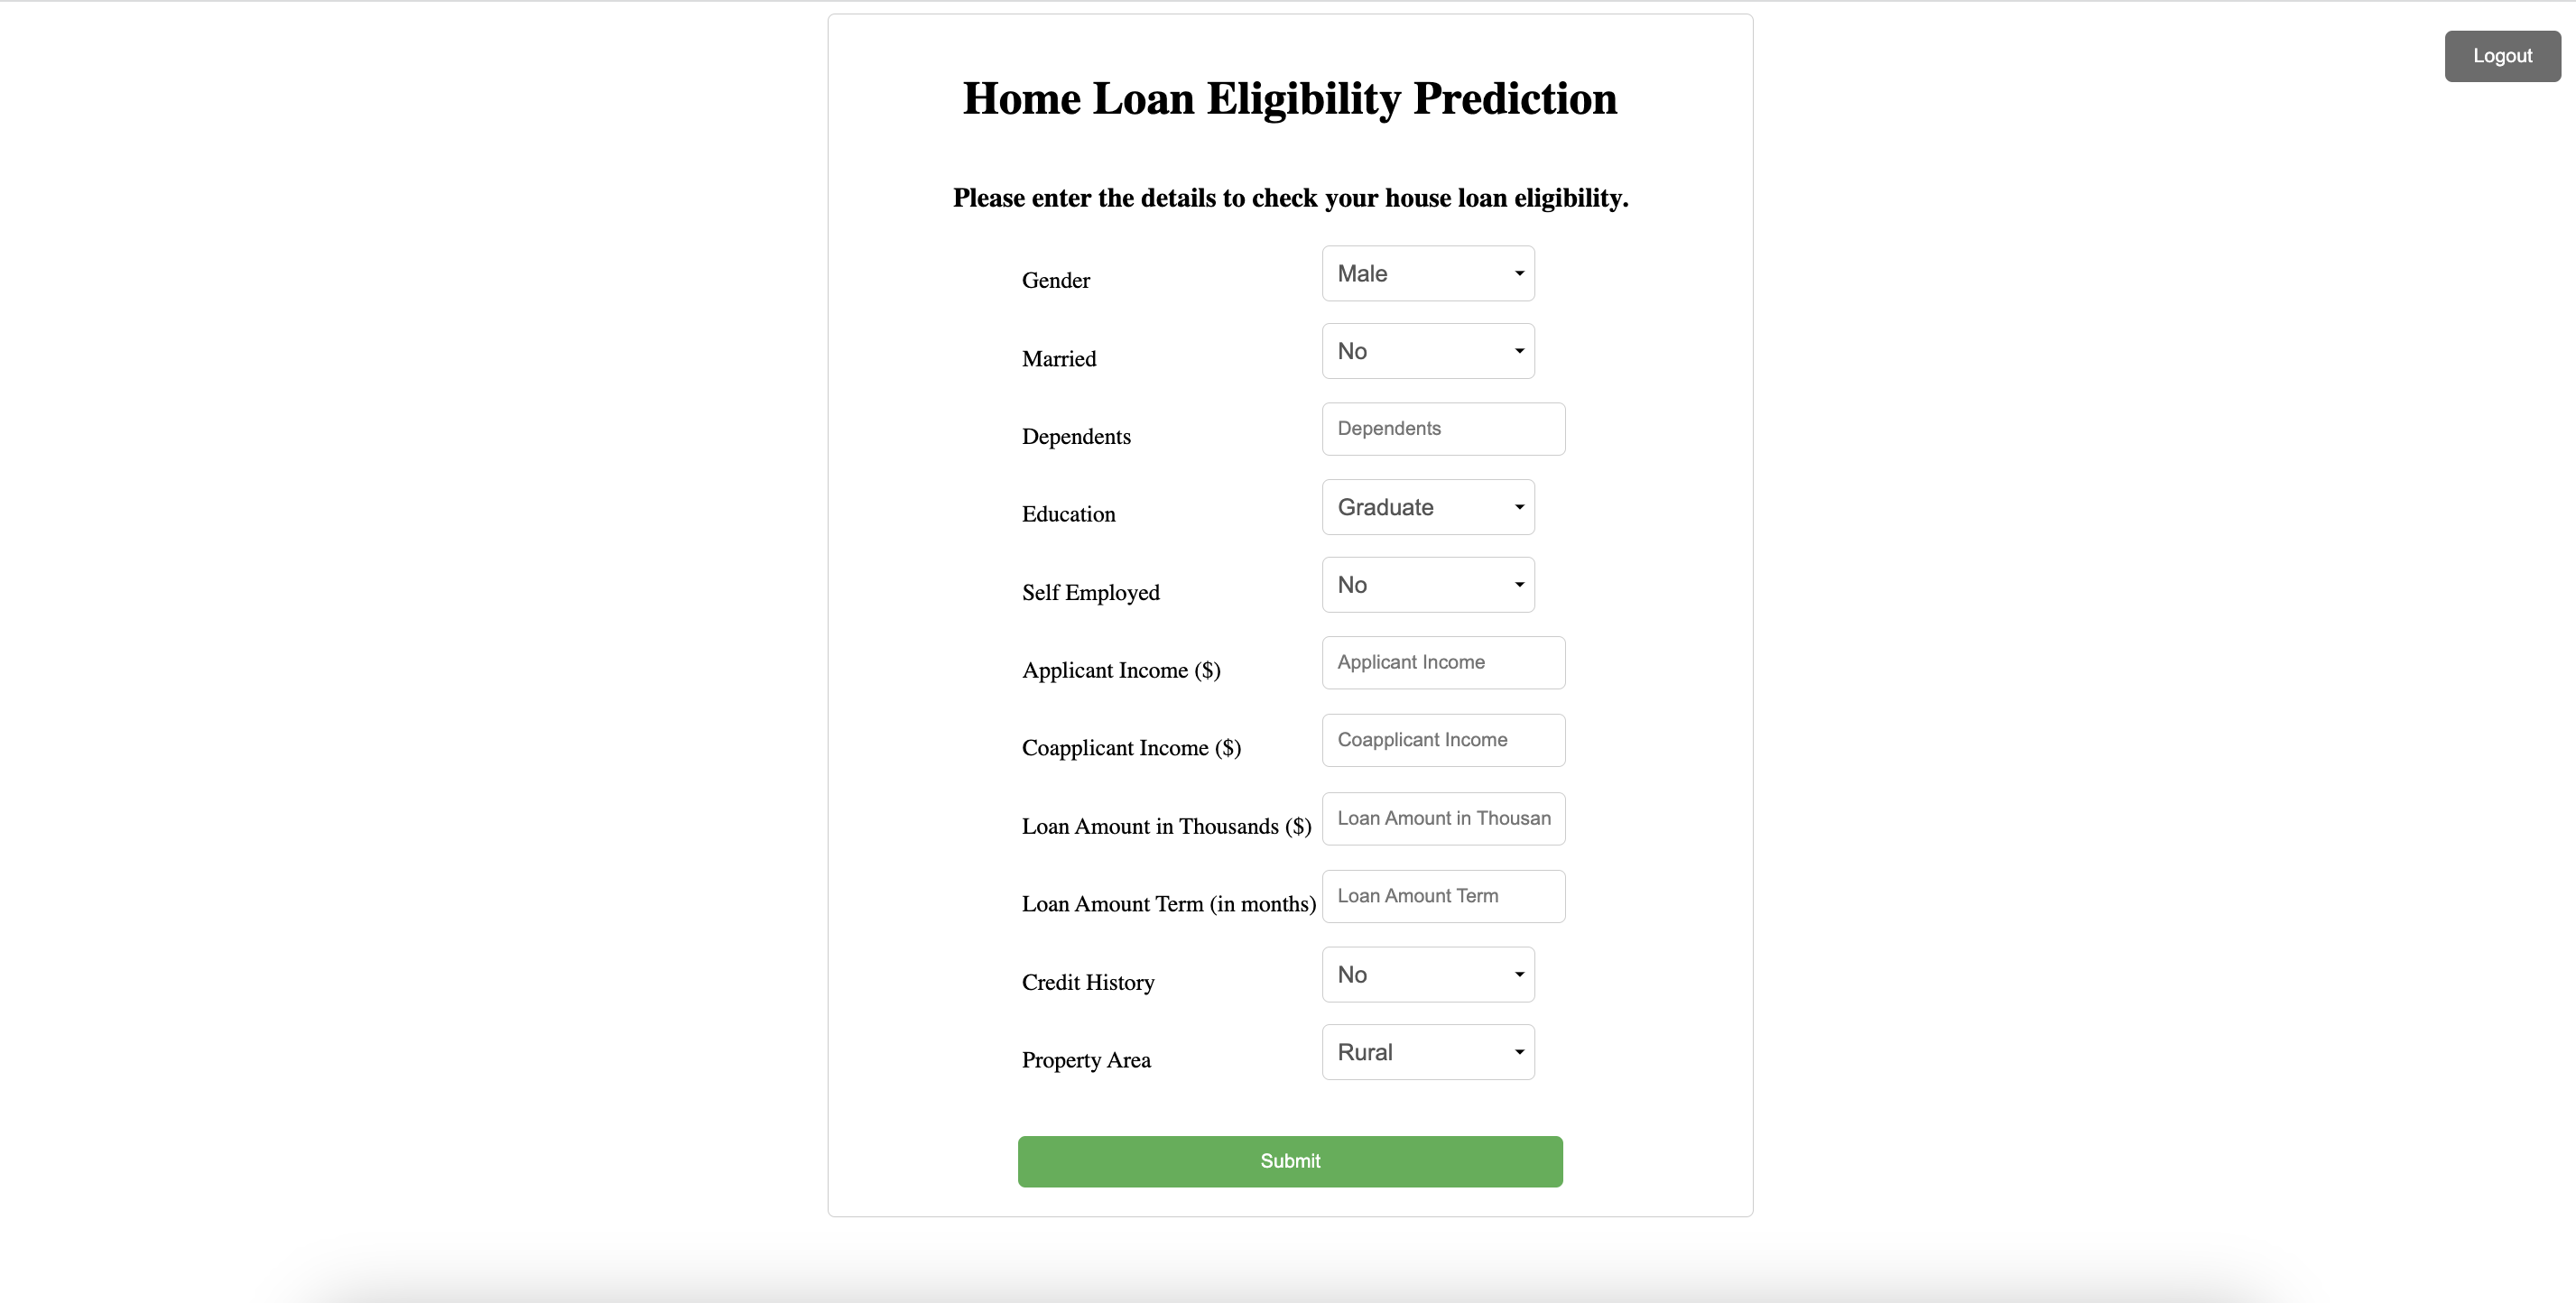 Logout
Home Loan Eligibility Prediction
Please enter the details to check your house loan eligibility.
Gender Male
Married No
Dependents Dependents
Education Graduate
Self Employed No
Applicant Income ($) Applicant Income
Coapplicant Income ($) Coapplicant Income
Loan Amount in Thousands ($) Loan Amount in Thousan
Loan Amount Term (in months) Loan Amount Term
Credit History No
Property Area Rural
Submit